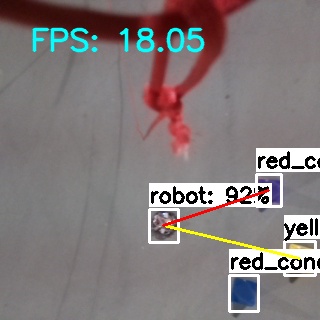 FPS: 18.05
red_co
robot: 92%
yell
red_cone